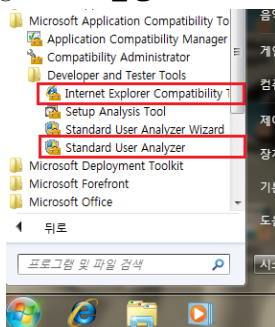 Microsoft Application Compatibility To
Application Compatibility Manager
Compatibility Administrator
Developer and Tester Tools
Internet Explorer Compatibility T
Setup Analysis Tool
Standard User Analyzer Wizard
Standard User Analyzer
Microsoft Deployment Toolkit
Microsoft Forefront
Microsoft Office
뒤로
프로그램 및 파일 검색
음악
게임
컴퓨
제어
장치
기본
도움
시스